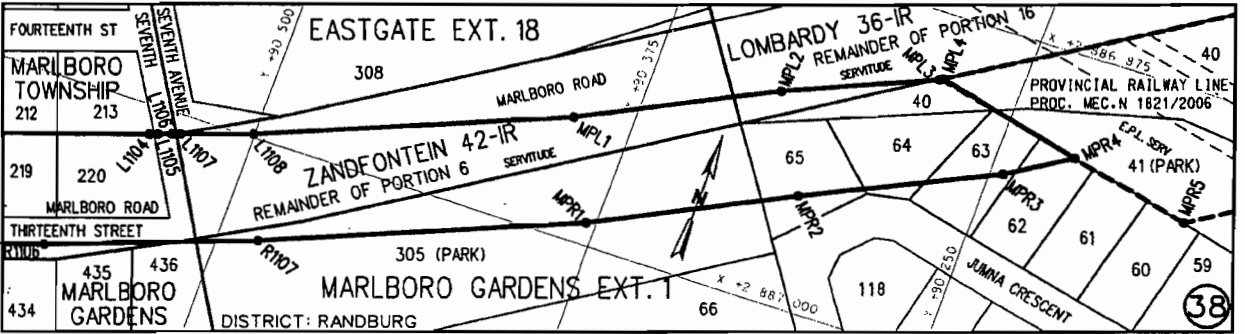 FOURTEENTH ST
SEVENTH
SEVENTH AVENUE
Y +90 500
EASTGATE EXT. 18
308
MARLBORO ROAD
Y +90 375
LOMBARDY 36-IR
REMAINDER OF PORTION 16
SERVITUDE
X +2 886 875
40
MARLBORO
TOWNSHIP
212
213
L1104
L1106
L1105
L1107
L1108
MPL1
MPL2
MPL3
MPL4
40
PROVINCIAL RAILWAY LINE
PROC. MEC.N 1821/2006
E.P.L. SERV
41 (PARK)
219
220
MARLBORO ROAD
ZANDFONTEIN 42-IR
REMAINDER OF PORTION 6
SERVITUDE
65
64
63
MPR4
MPR5
THIRTEENTH STREET
R1106
R1107
MPR1
N
MPR2
MPR3
62
61
60
59
305 (PARK)
435
436
434
MARLBORO
GARDENS
MARLBORO GARDENS EXT. 1
DISTRICT: RANDBURG
66
X +2 887 000
118
Y +90 250
JUMNA CRESCENT
38